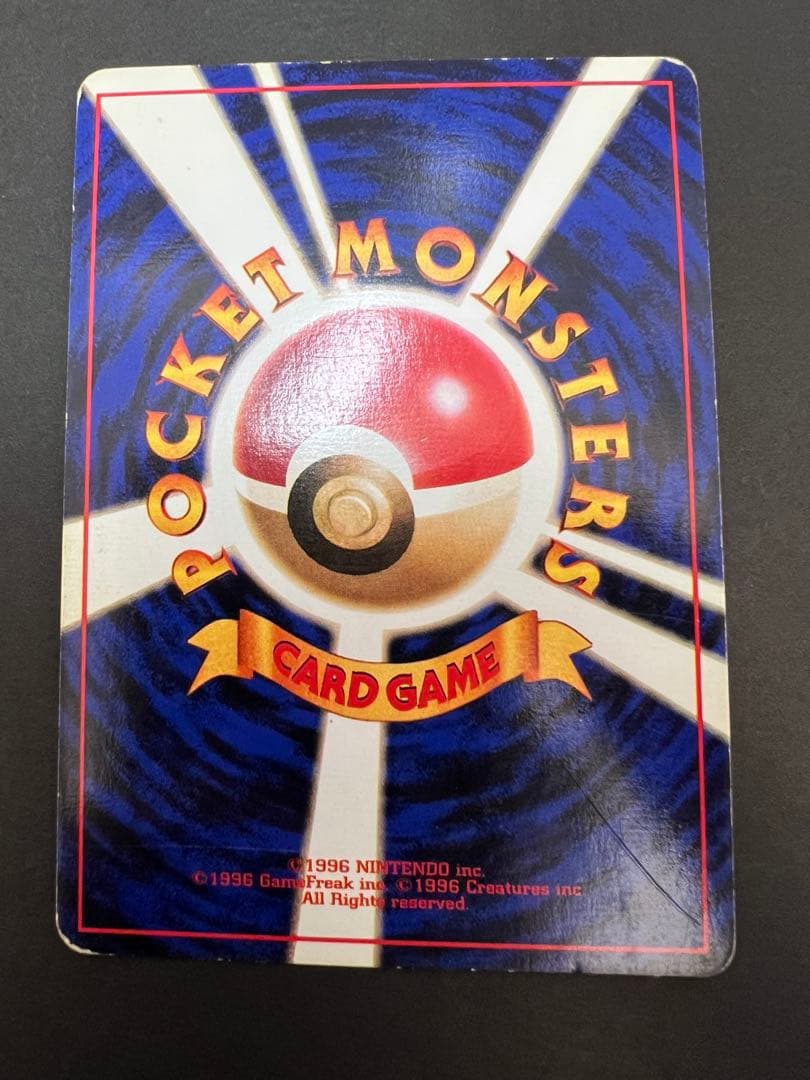 POCKET MONSTERS
CARD GAME
©1996 NINTENDO inc.
©1996 GameFreak inc. ©1996 Creatures inc
All Rights reserved.